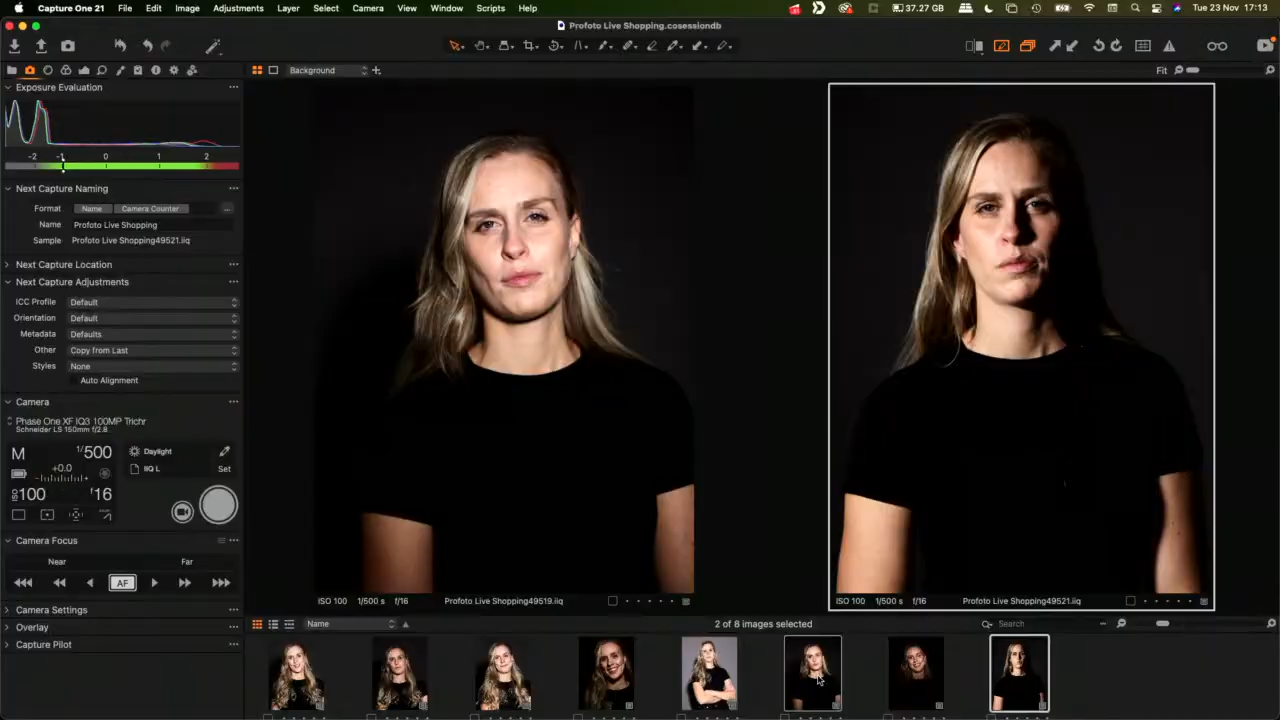 Capture One 21 File Edit Image Adjustments Layer Select Camera View Window Scripts Help 37.27 GB Tue 23 Nov 17:13
Profoto Live Shopping.cosessiondb
Background Fit
Exposure Evaluation
-2 -1 0 1 2
Next Capture Naming
Format Name Camera Counter ...
Name Profoto Live Shopping
Sample Profoto Live Shopping49521.iiq
Next Capture Location
Next Capture Adjustments
ICC Profile Default
Orientation Default
Metadata Defaults
Other Copy from Last
Styles None
Auto Alignment
Camera
Phase One XF IQ3 100MP Trichr
Schneider LS 150mm f/2.8
M 1/500 Daylight
+0.0 IIQ L Set
ISO 100 f16
Camera Focus
Near Far
AF
Camera Settings
Overlay
Capture Pilot
ISO 100 1/500 s f/16 Profoto Live Shopping49519.iiq
ISO 100 1/500 s f/16 Profoto Live Shopping49521.iiq
Name 2 of 8 images selected Search